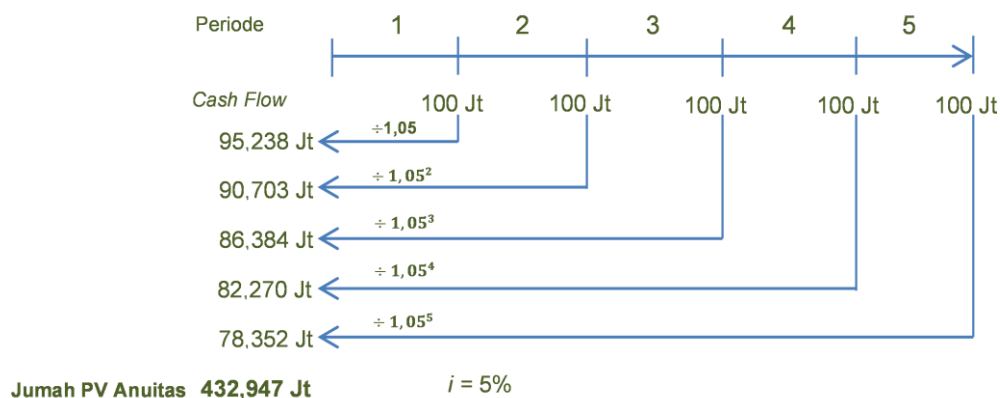 Periode 1 2 3 4 5
Cash Flow 100 Jt 100 Jt 100 Jt 100 Jt 100 Jt
95,238 Jt ÷1,05
90,703 Jt ÷ 1,05²
86,384 Jt ÷ 1,05³
82,270 Jt ÷ 1,05⁴
78,352 Jt ÷ 1,05⁵
Jumah PV Anuitas 432,947 Jt i = 5%